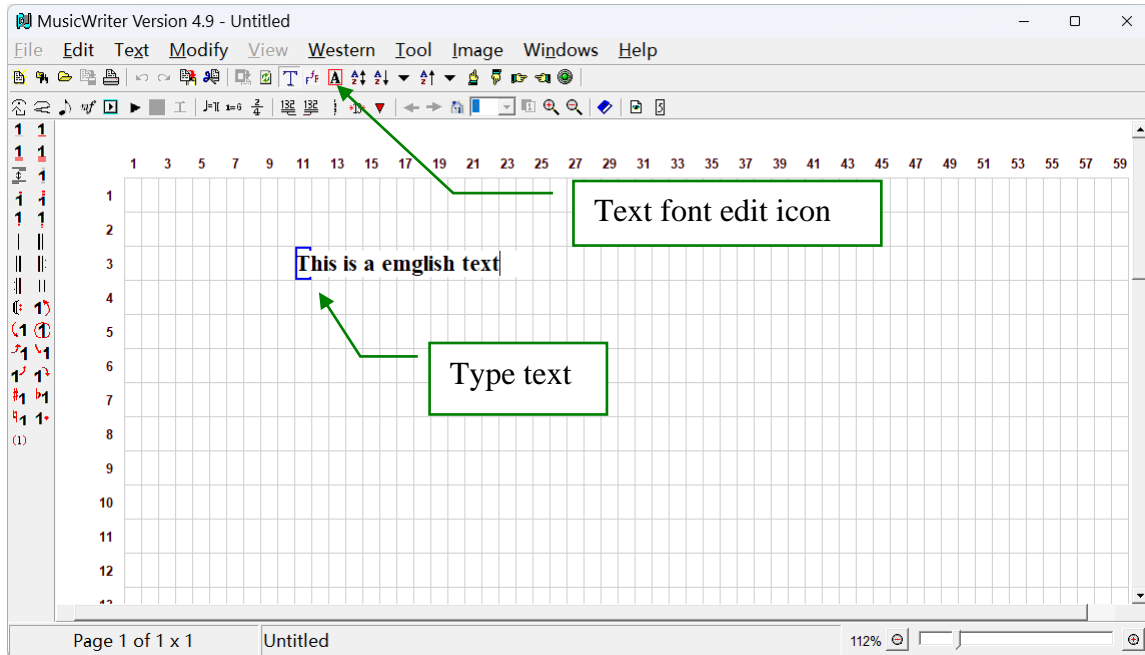 MusicWriter Version 4.9 - Untitled
File Edit Text Modify View Western Tool Image Windows Help
1 3 5 7 9 11 13 15 17 19 21 23 25 27 29 31 33 35 37 39 41 43 45 47 49 51 53 55 57 59
1
Text font edit icon
2
3 This is a emglish text
4
5
6
Type text
7
8
9
10
11
12
Page 1 of 1 x 1 Untitled 112%